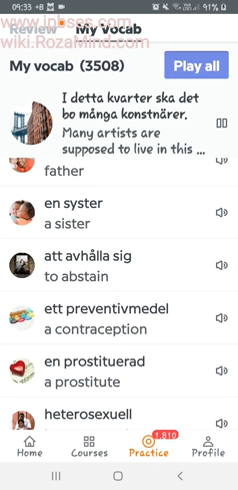 09:33 +B
91%
www.inoses.com
Review My Vocab
wiki.RozaMind.com
My vocab (3508)
Play all
I detta kvarter ska det
bo många konstnärer.
Many artists are
supposed to live in this ...
father
en syster
a sister
att avhålla sig
to abstain
ett preventivmedel
a contraception
en prostituerad
a prostitute
heterosexuell
1,810
Home Courses Practice Profile